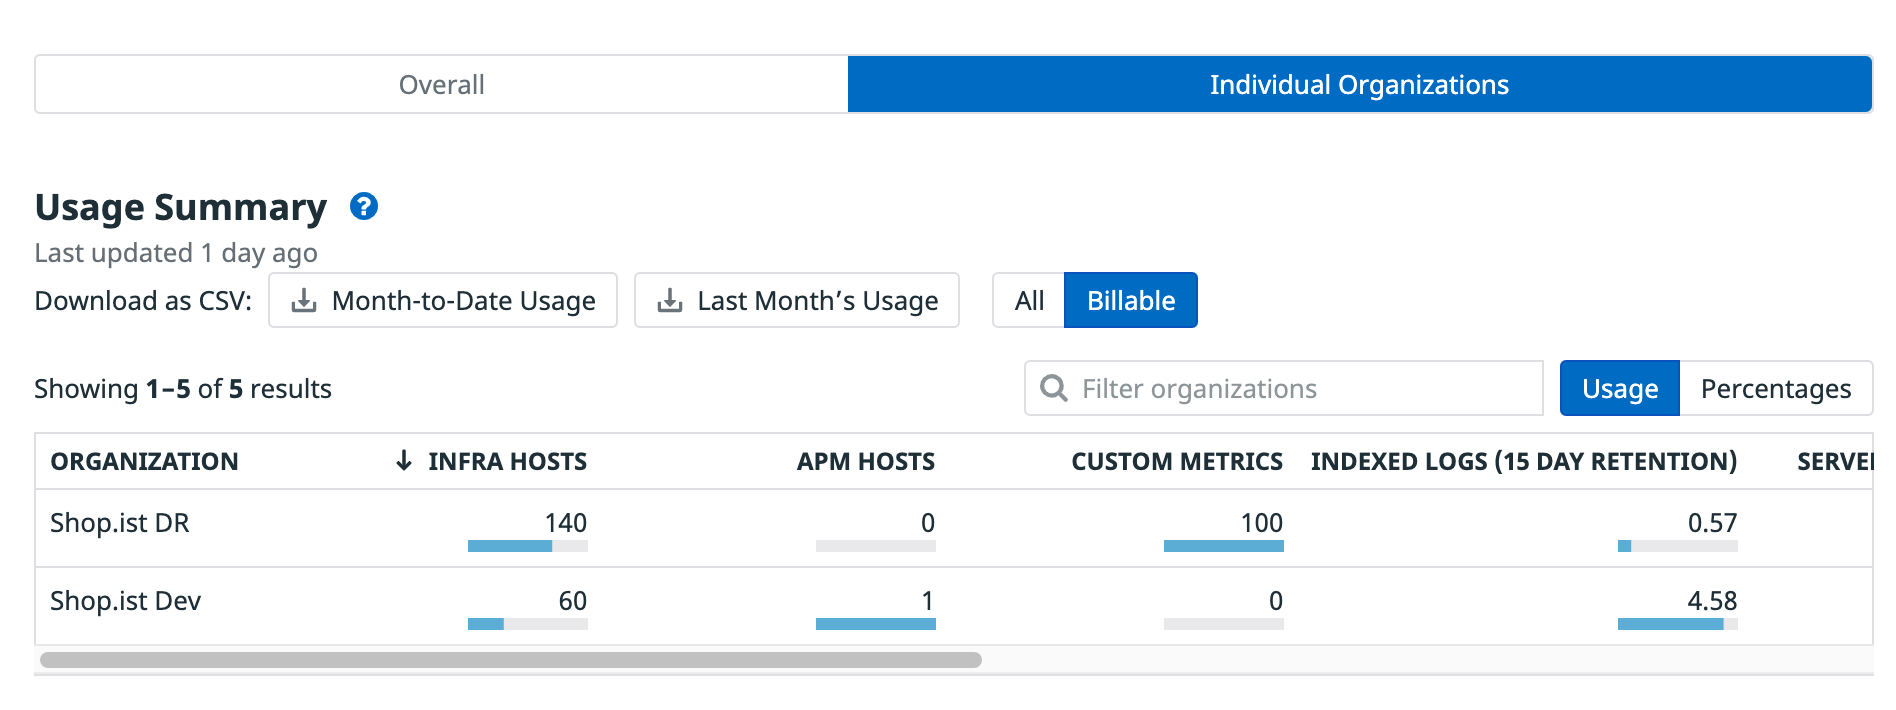 Overall
Individual Organizations
Usage Summary
Last updated 1 day ago
Download as CSV: Month-to-Date Usage Last Month’s Usage All Billable
Showing 1–5 of 5 results Filter organizations Usage Percentages
ORGANIZATION INFRA HOSTS APM HOSTS CUSTOM METRICS INDEXED LOGS (15 DAY RETENTION)
Shop.ist DR 140 0 100 0.57
Shop.ist Dev 60 1 0 4.58